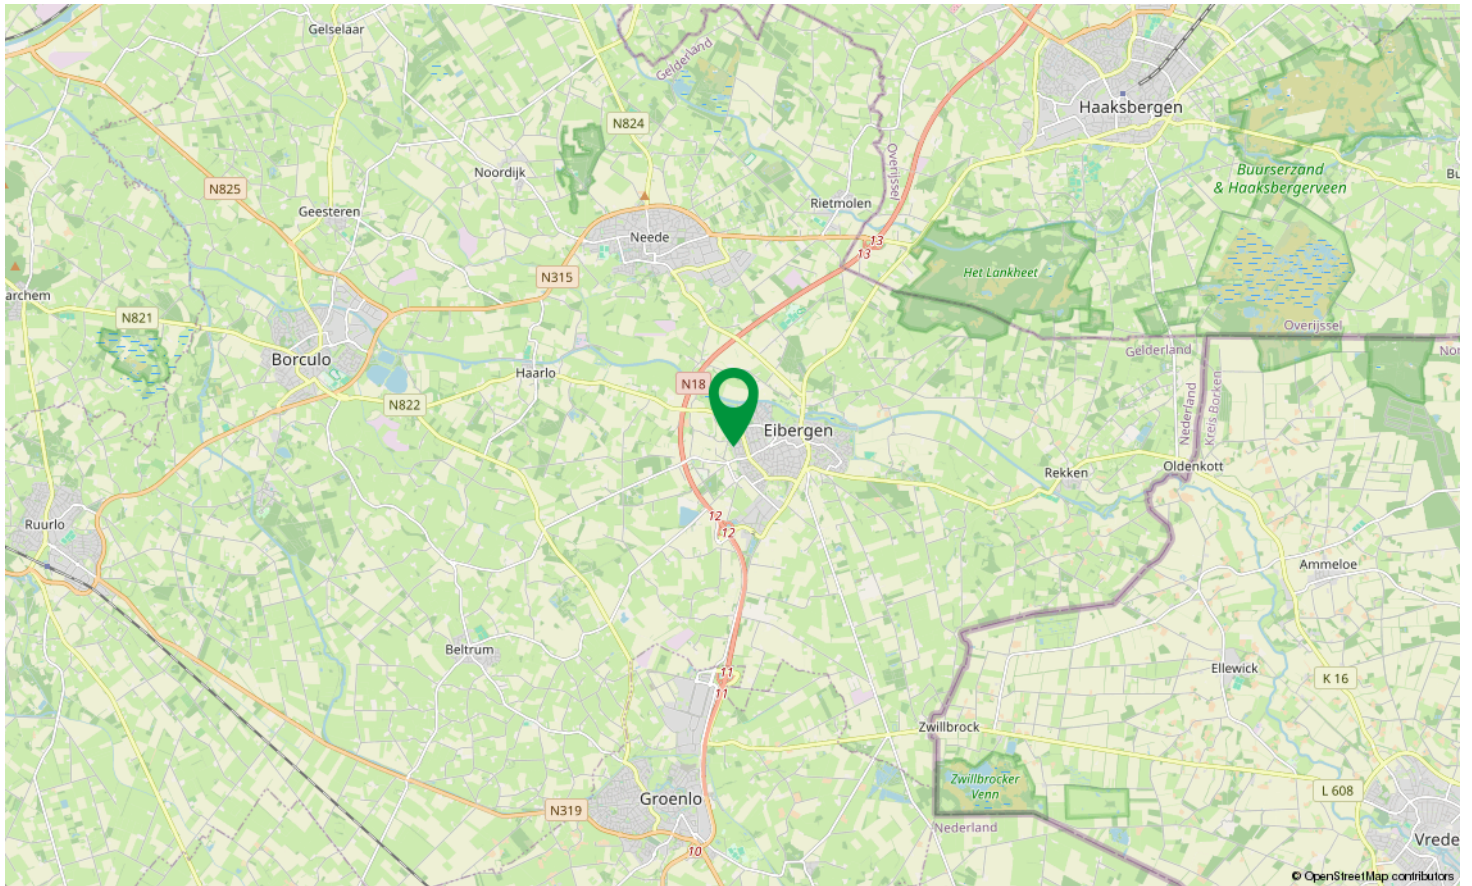 Gelselaar
Gelderland
Haaksbergen
N824
Overijssel
Noordijk
Buurserzand
& Haaksbergerveen
Bu
N825
Rietmolen
Geesteren
Neede
13
13
Het Lankheet
N315
archem
N821
Overijssel
Gelderland
Nor
Borculo
Haarlo
N18
Nederland
Kreis Borken
N822
Eibergen
Oldenkott
Rekken
Ruurlo
12
12
Ammeloe
Beltrum
Ellewick
11
11
K 16
Zwillbrock
Zwillbrocker
Venn
L 608
Groenlo
N319
Nederland
Vrede
10
© OpenStreetMap contributors